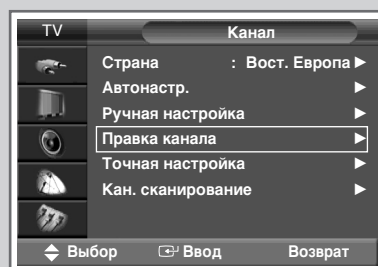 TV Канал
Страна : Вост. Европа
Автонастр.
Ручная настройка
Правка канала
Точная настройка
Кан. сканирование
Выбор Ввод Возврат